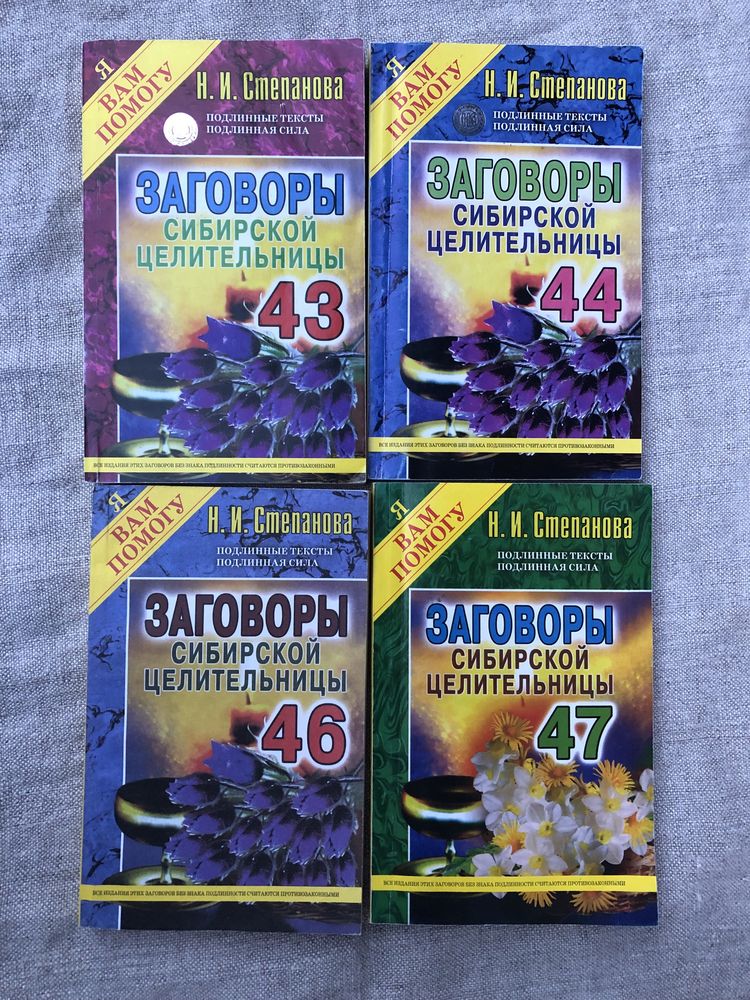 Я
ВАМ
ПОМОГУ
Н. И. Степанова
ПОДЛИННЫЕ ТЕКСТЫ
ПОДЛИННАЯ СИЛА
ЗАГОВОРЫ
СИБИРСКОЙ
ЦЕЛИТЕЛЬНИЦЫ
43
ВСЕ ИЗДАНИЯ ЭТИХ ЗАГОВОРОВ БЕЗ ЗНАКА ПОДЛИННОСТИ СЧИТАЮТСЯ ПРОТИВОЗАКОННЫМИ
Я
ВАМ
ПОМОГУ
Н. И. Степанова
ПОДЛИННЫЕ ТЕКСТЫ
ПОДЛИННАЯ СИЛА
ЗАГОВОРЫ
СИБИРСКОЙ
ЦЕЛИТЕЛЬНИЦЫ
44
ВСЕ ИЗДАНИЯ ЭТИХ ЗАГОВОРОВ БЕЗ ЗНАКА ПОДЛИННОСТИ СЧИТАЮТСЯ ПРОТИВОЗАКОННЫМИ
Я
ВАМ
ПОМОГУ
Н. И. Степанова
ПОДЛИННЫЕ ТЕКСТЫ
ПОДЛИННАЯ СИЛА
ЗАГОВОРЫ
СИБИРСКОЙ
ЦЕЛИТЕЛЬНИЦЫ
46
ВСЕ ИЗДАНИЯ ЭТИХ ЗАГОВОРОВ БЕЗ ЗНАКА ПОДЛИННОСТИ СЧИТАЮТСЯ ПРОТИВОЗАКОННЫМИ
Я
ВАМ
ПОМОГУ
Н. И. Степанова
ПОДЛИННЫЕ ТЕКСТЫ
ПОДЛИННАЯ СИЛА
ЗАГОВОРЫ
СИБИРСКОЙ
ЦЕЛИТЕЛЬНИЦЫ
47
ВСЕ ИЗДАНИЯ ЭТИХ ЗАГОВОРОВ БЕЗ ЗНАКА ПОДЛИННОСТИ СЧИТАЮТСЯ ПРОТИВОЗАКОННЫМИ